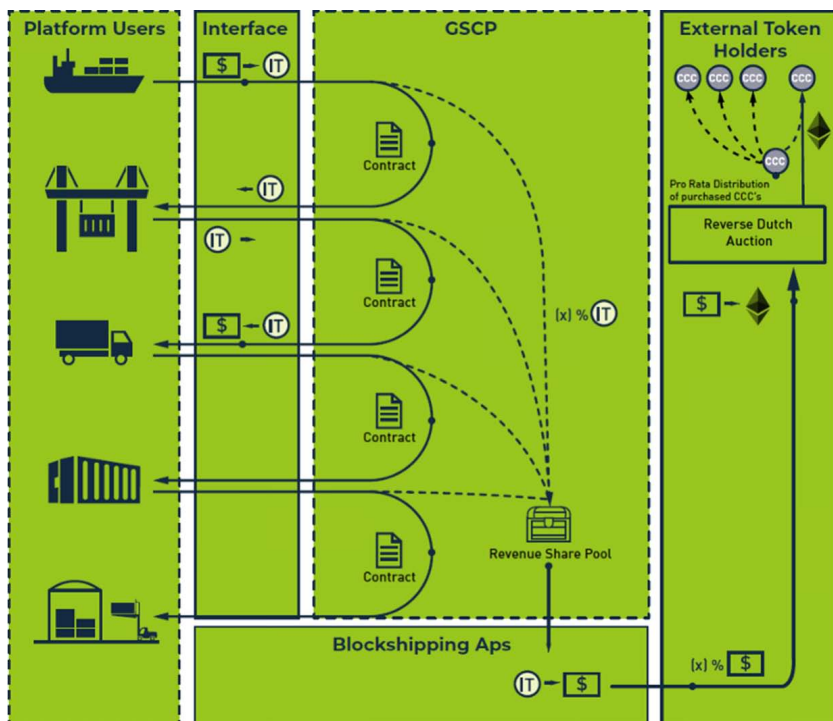 Platform Users
Interface
GSCP
External Token
Holders
$ IT
CCC CCC CCC CCC
Contract
CCC
IT
Pro Rata Distribution
of purchased CCC's
IT
Reverse Dutch
Auction
Contract
$
(x) % IT
$ IT
Contract
Revenue Share Pool
Contract
Blockshipping Aps
IT $
(x) % $